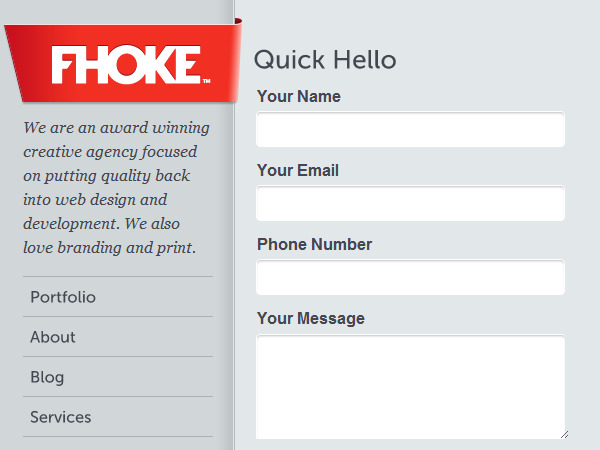 FHOKE™
We are an award winning
creative agency focused
on putting quality back
into web design and
development. We also
love branding and print.
Portfolio
About
Blog
Services
Quick Hello
Your Name
Your Email
Phone Number
Your Message